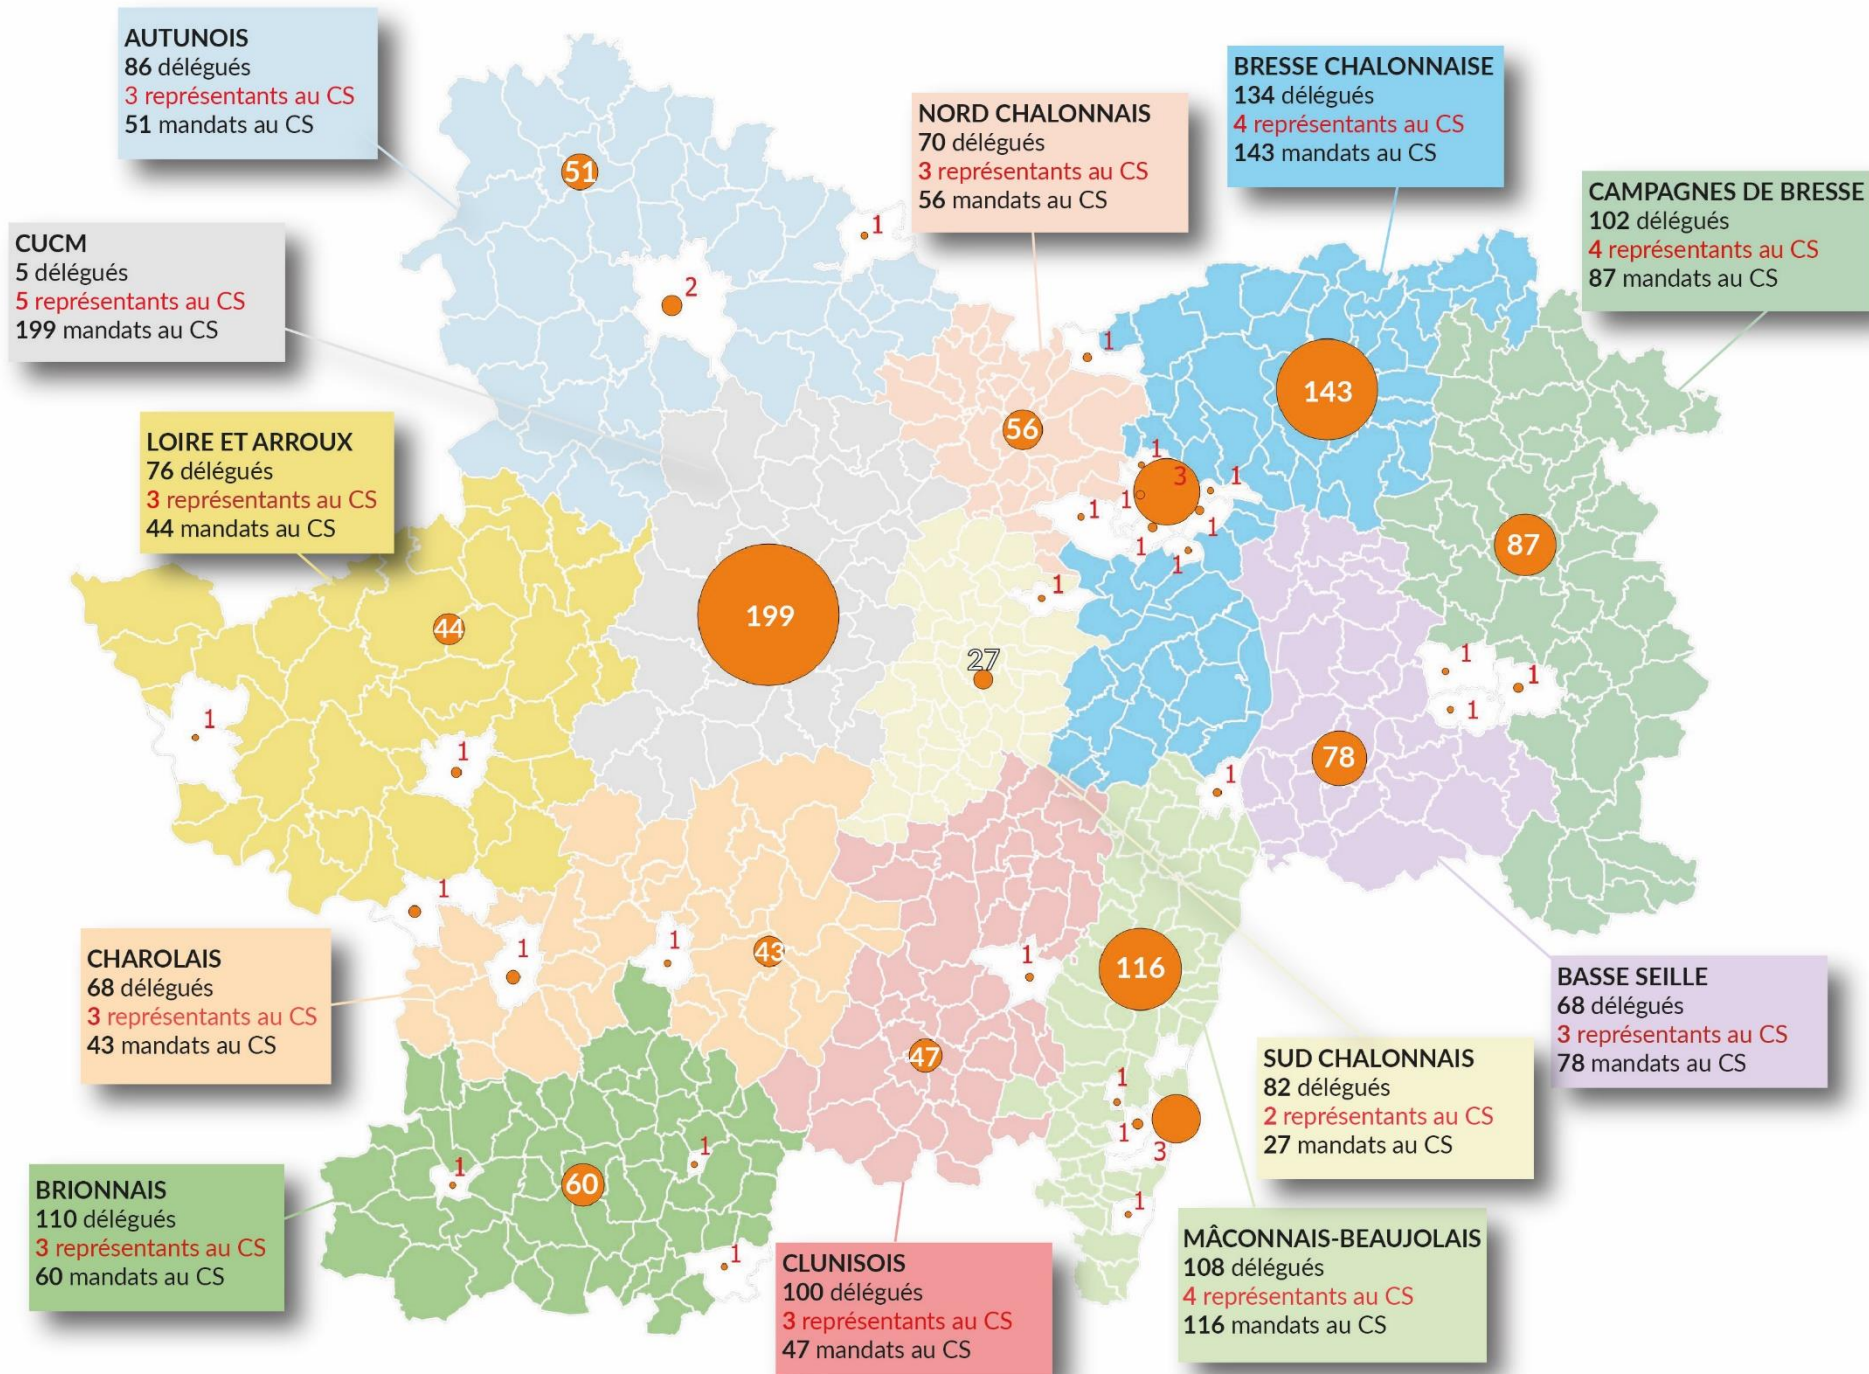 AUTUNOIS
86 délégués
3 représentants au CS
51 mandats au CS
NORD CHALONNAIS
70 délégués
3 représentants au CS
56 mandats au CS
BRESSE CHALONNAISE
134 délégués
4 représentants au CS
143 mandats au CS
CAMPAGNES DE BRESSE
102 délégués
4 représentants au CS
87 mandats au CS
CUCM
5 délégués
5 représentants au CS
199 mandats au CS
LOIRE ET ARROUX
76 délégués
3 représentants au CS
44 mandats au CS
51
1
2
1
143
56
1
3
1
1
1
1
1
1
87
1
199
44
27
1
1
1
1
1
78
1
1
1
1
43
1
116
47
1
1
3
1
1
60
1
1
CHAROLAIS
68 délégués
3 représentants au CS
43 mandats au CS
BASSE SEILLE
68 délégués
3 représentants au CS
78 mandats au CS
SUD CHALONNAIS
82 délégués
2 représentants au CS
27 mandats au CS
BRIONNAIS
110 délégués
3 représentants au CS
60 mandats au CS
CLUNISOIS
100 délégués
3 représentants au CS
47 mandats au CS
MÂCONNAIS-BEAUJOLAIS
108 délégués
4 représentants au CS
116 mandats au CS